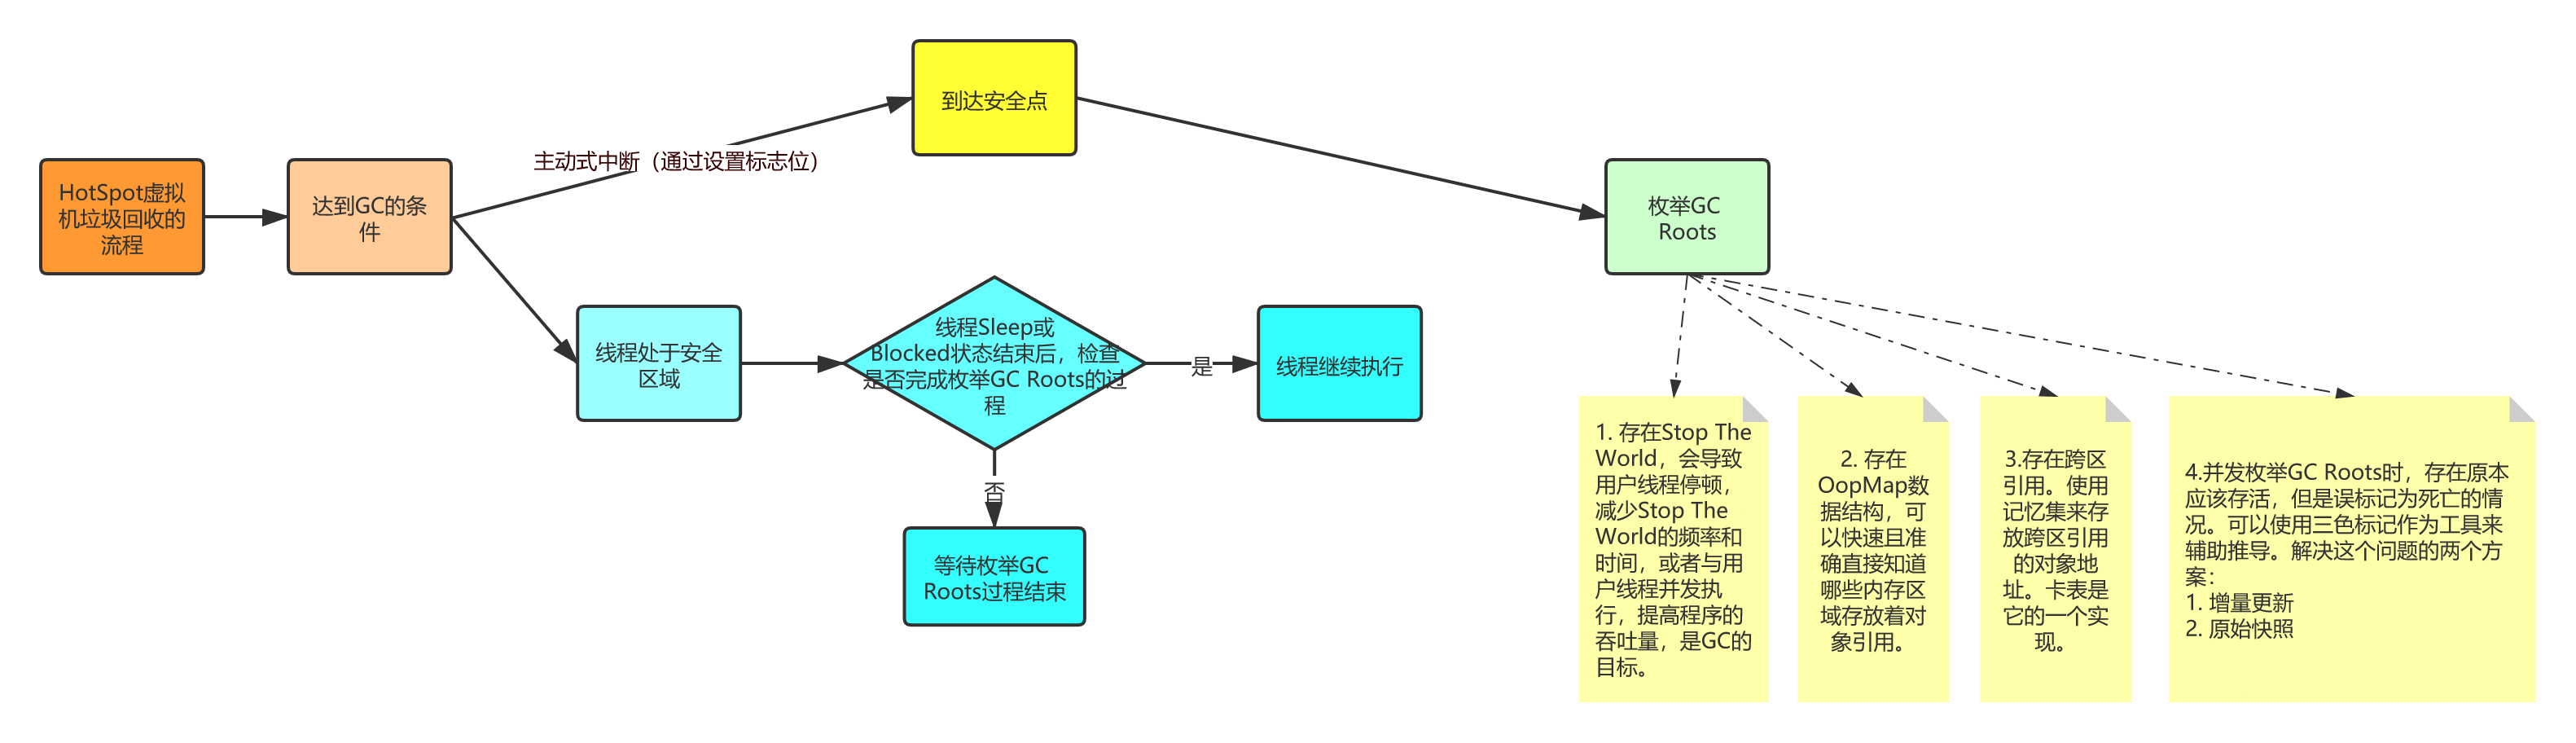 到达安全点
主动式中断（通过设置标志位）
HotSpot虚拟
机垃圾回收的
流程
达到GC的条
件
枚举GC
Roots
线程处于安全
区域
线程Sleep或
Blocked状态结束后，检查
是否完成枚举GC Roots的过
程
是
线程继续执行
否
等待枚举GC
Roots过程结束
1. 存在Stop The
World，会导致
用户线程停顿，
减少Stop The
World的频率和
时间，或者与用
户线程并发执
行，提高程序的
吞吐量，是GC的
目标。
2. 存在
OopMap数
据结构，可
以快速且准
确直接知道
哪些内存区
域存放着对
象引用。
3.存在跨区
引用。使用
记忆集来存
放跨区引用
的对象地
址。卡表是
它的一个实
现。
4.并发枚举GC Roots时，存在原本
应该存活，但是误标记为死亡的情
况。可以使用三色标记作为工具来
辅助推导。解决这个问题的两个方
案：
1. 增量更新
2. 原始快照